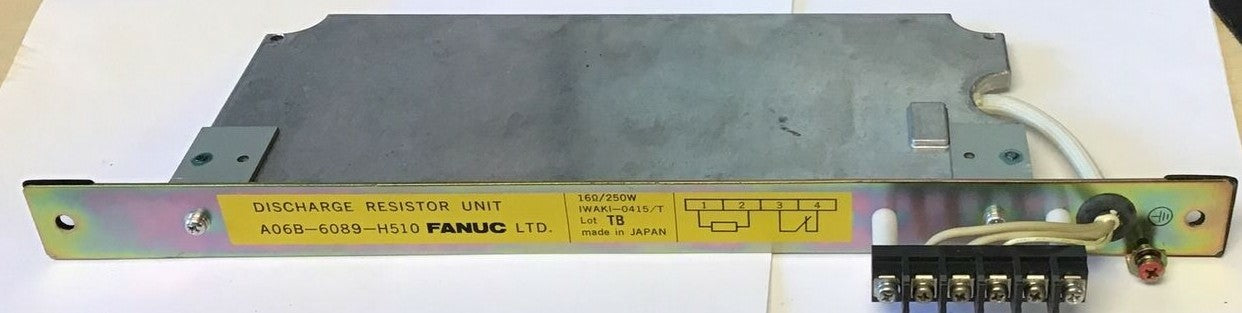 DISCHARGE RESISTOR UNIT
A06B-6089-H510 FANUC LTD.
16Ω/250W
IWAKI-0415/T
Lot TB
made in JAPAN
1 2 3 4